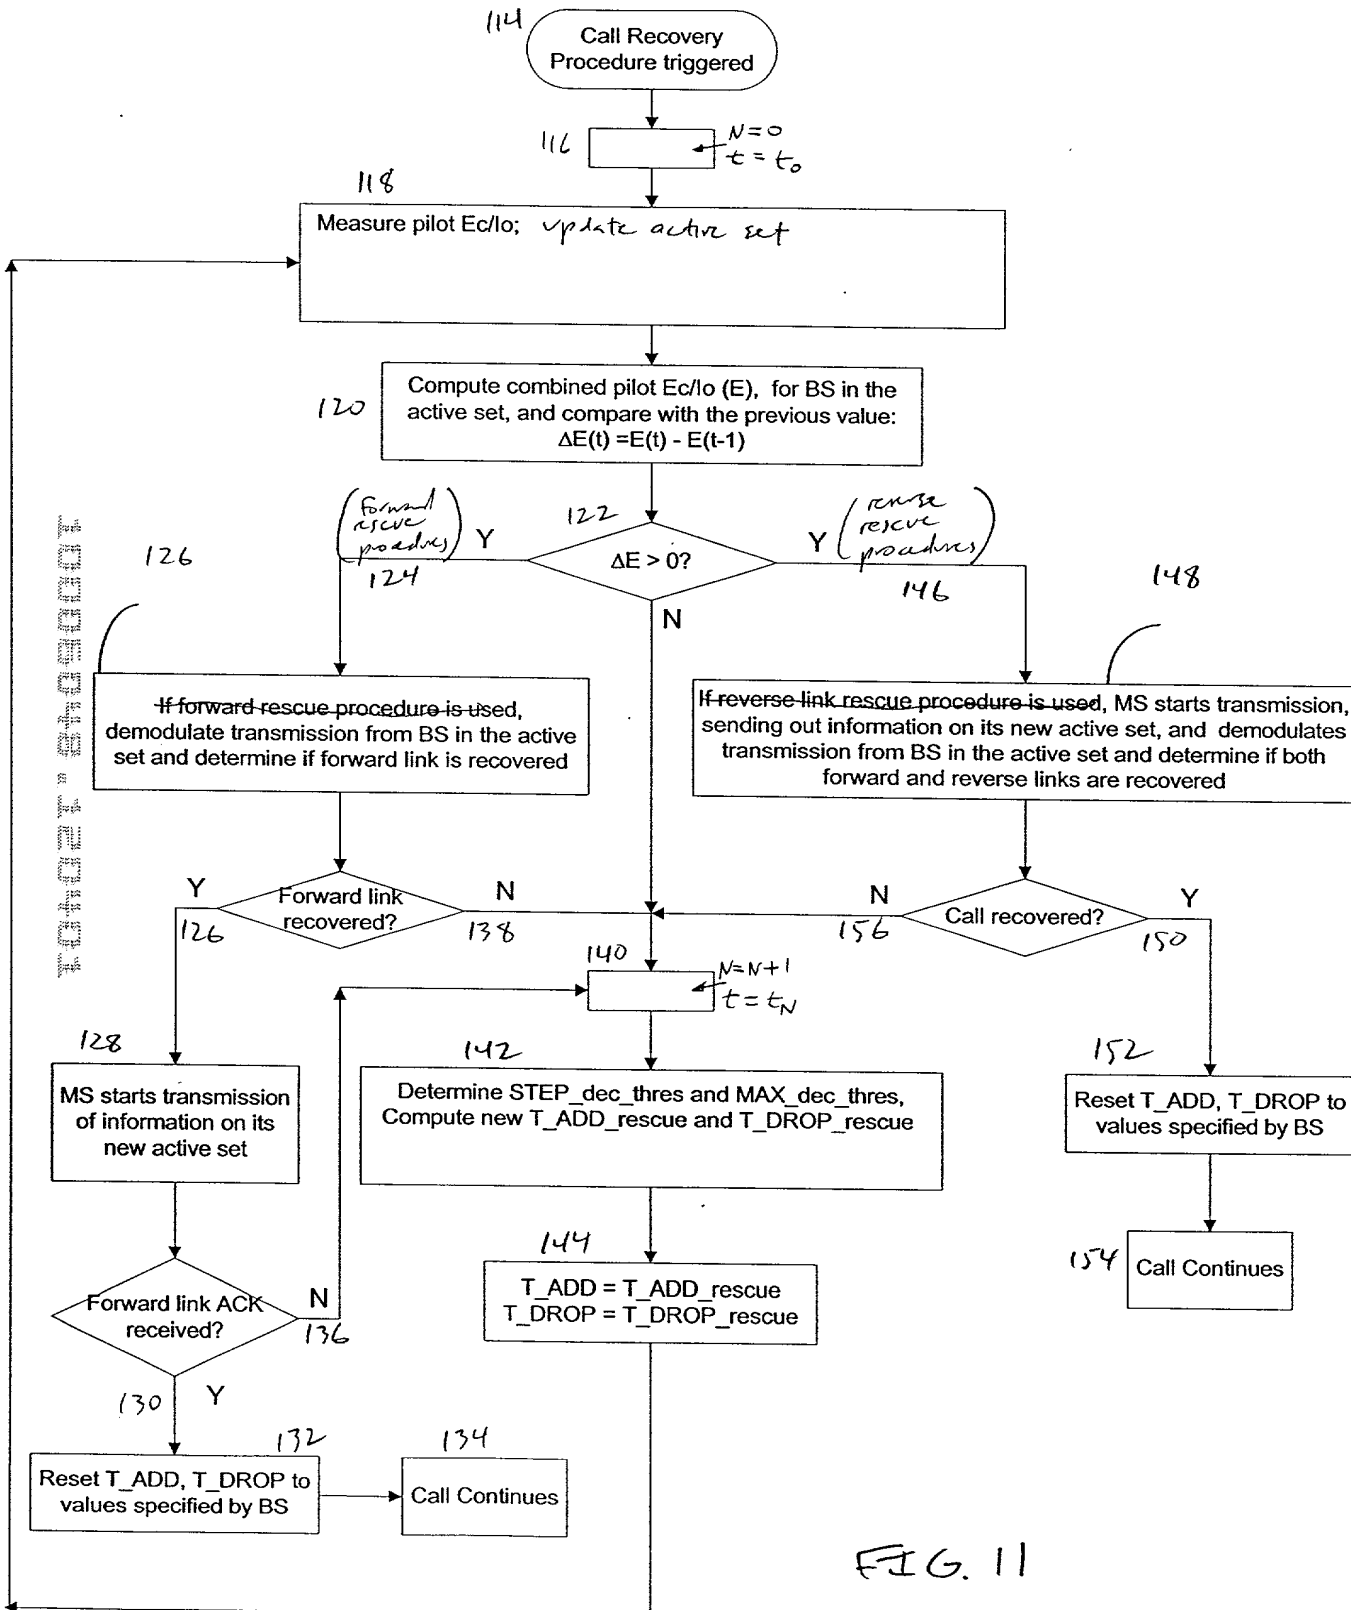 114
Call Recovery
Procedure triggered
116
N=0
t=t₀
118
Measure pilot Ec/Io; update active set
120
Compute combined pilot Ec/Io (E), for BS in the
active set, and compare with the previous value:
ΔE(t) =E(t) - E(t-1)
(forward
rescue
procedures)
Y
124
122
ΔE > 0?
Y
(reverse
rescue
procedures)
146
N
126
148
10006048.120401
If forward rescue procedure is used,
demodulate transmission from BS in the active
set and determine if forward link is recovered
If reverse link rescue procedure is used, MS starts transmission,
sending out information on its new active set, and demodulates
transmission from BS in the active set and determine if both
forward and reverse links are recovered
Y
126
Forward link
recovered?
N
138
N
156
Call recovered?
Y
150
140
N=N+1
t=t_N
128
MS starts transmission
of information on its
new active set
142
Determine STEP_dec_thres and MAX_dec_thres,
Compute new T_ADD_rescue and T_DROP_rescue
152
Reset T_ADD, T_DROP to
values specified by BS
144
T_ADD = T_ADD_rescue
T_DROP = T_DROP_rescue
154
Call Continues
Forward link ACK
received?
N
136
130
Y
132
Reset T_ADD, T_DROP to
values specified by BS
134
Call Continues
FIG. 11